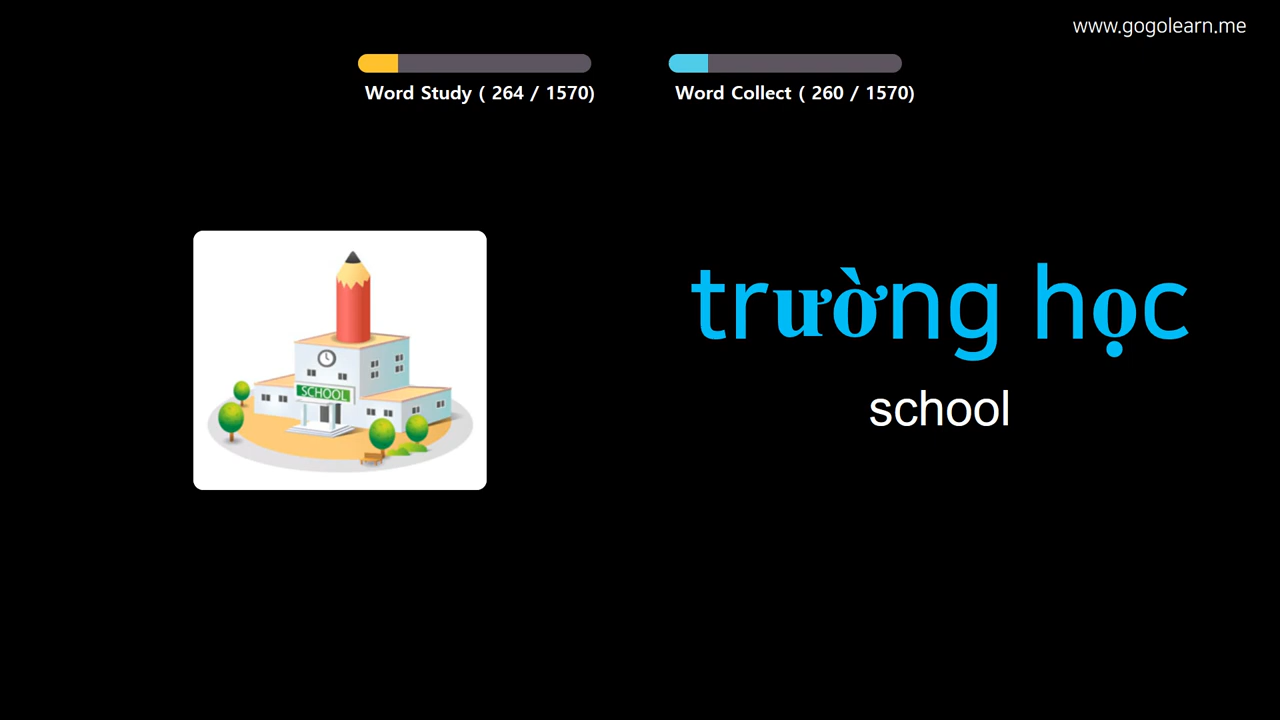 www.gogolearn.me
Word Study ( 264 / 1570)
Word Collect ( 260 / 1570)
SCHOOL
trường học
school